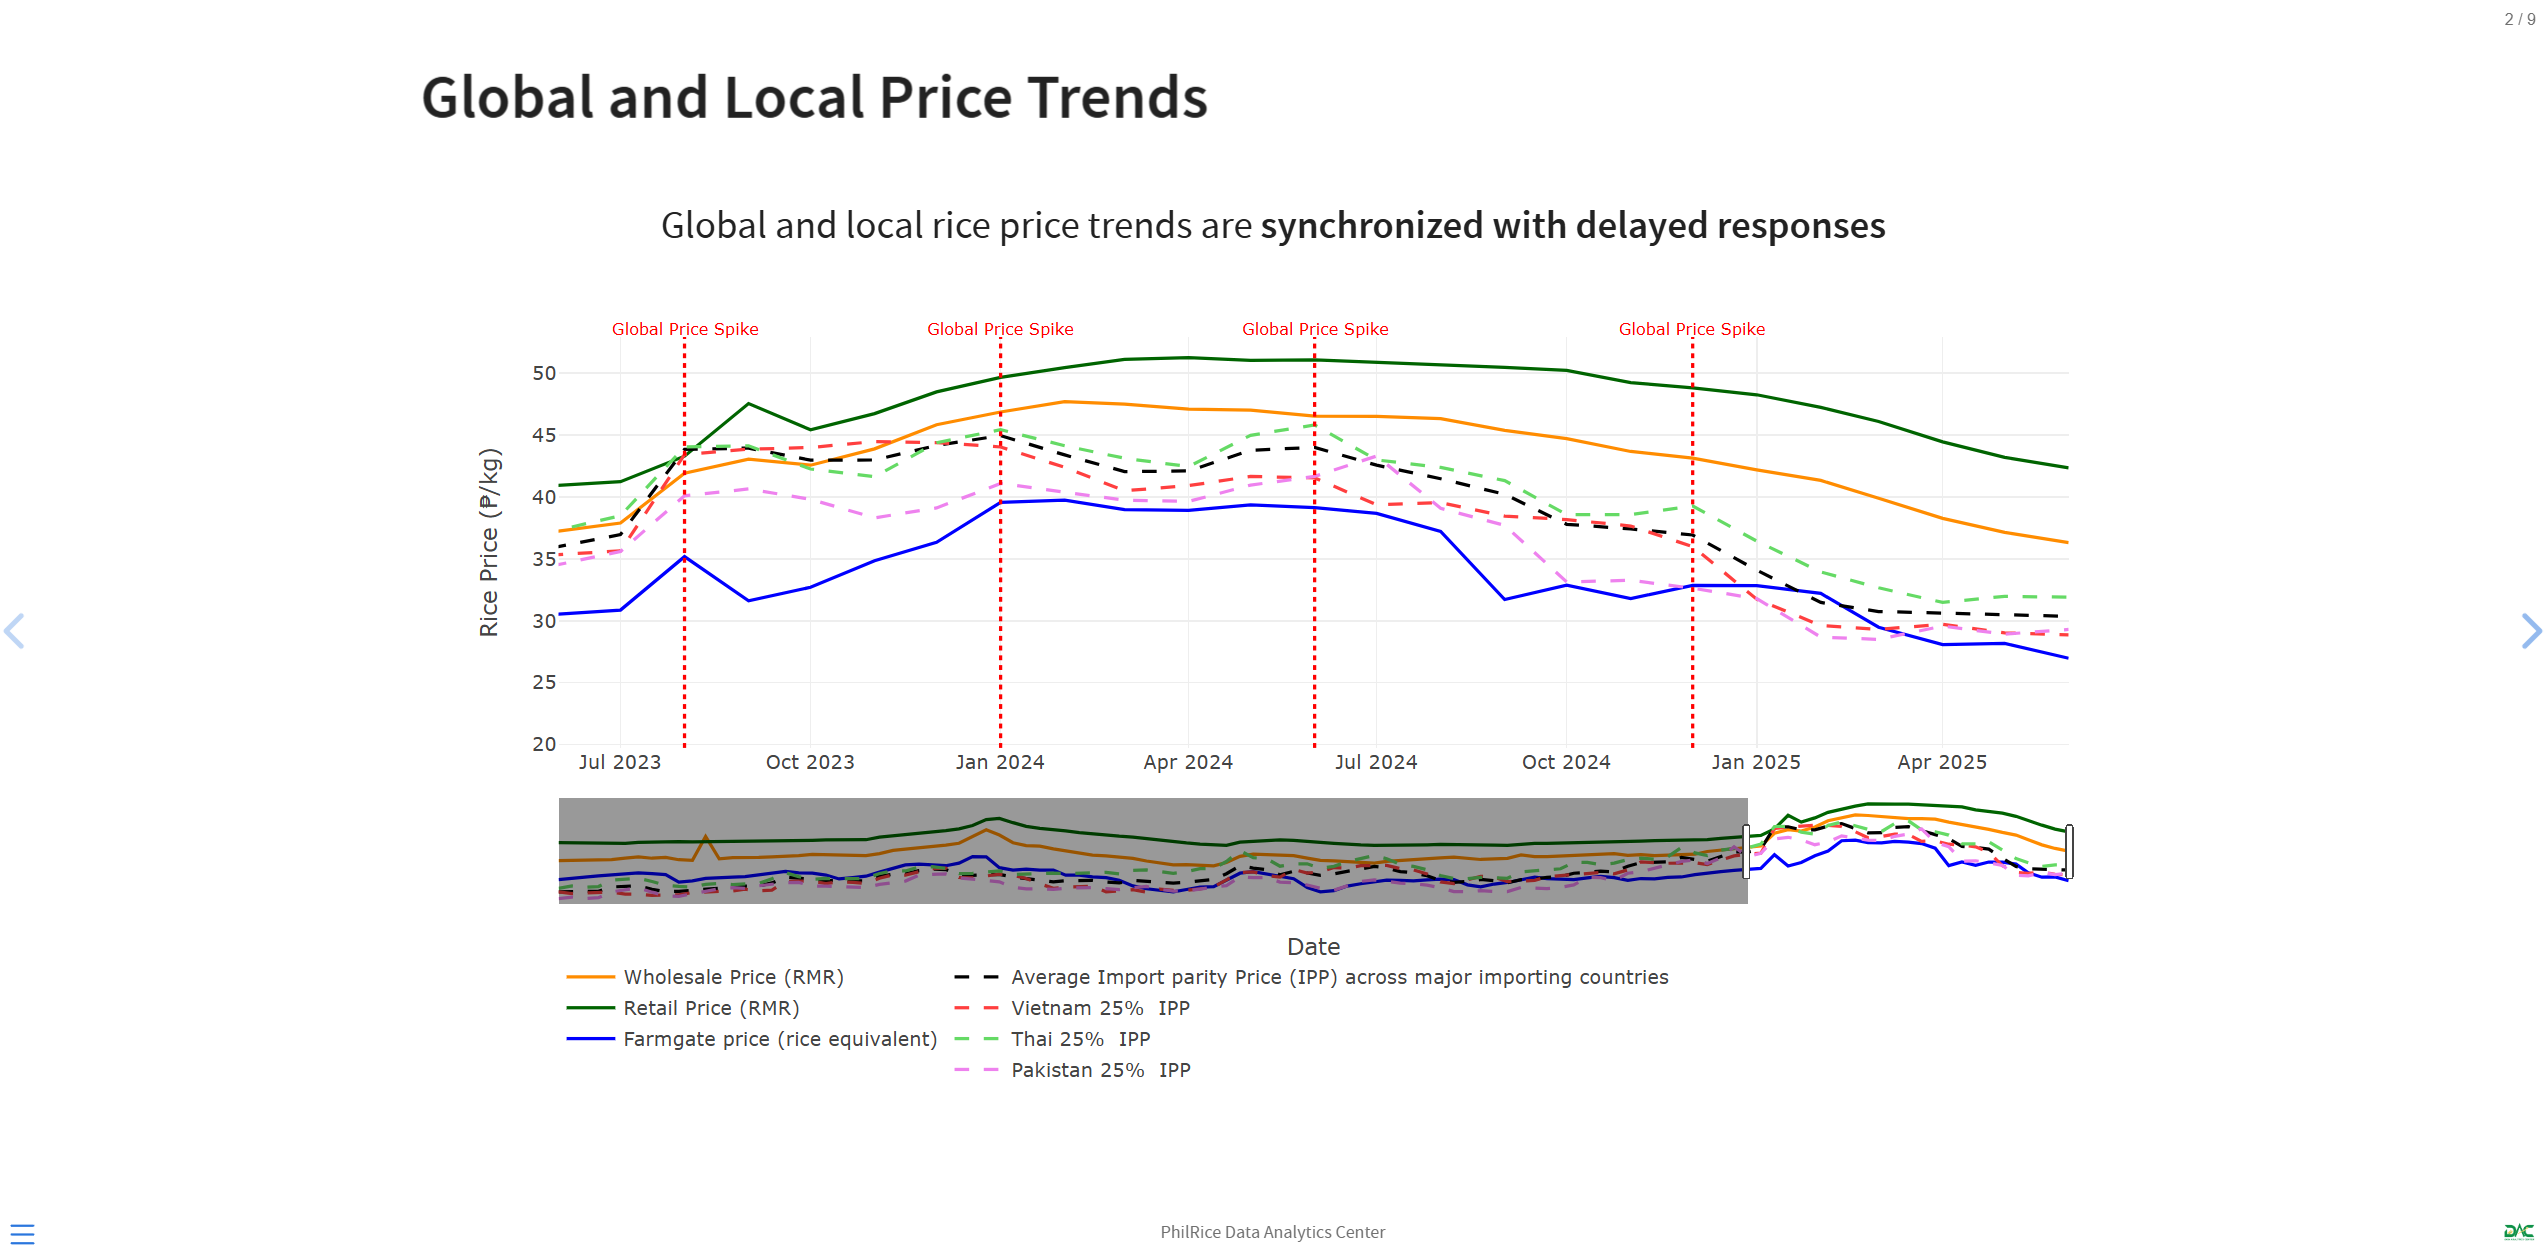 2 / 9
Global and Local Price Trends
Global and local rice price trends are synchronized with delayed responses
Global Price Spike
Global Price Spike
Global Price Spike
Global Price Spike
Rice Price (₱/kg)
50
45
40
35
30
25
20
Jul 2023
Oct 2023
Jan 2024
Apr 2024
Jul 2024
Oct 2024
Jan 2025
Apr 2025
Date
Wholesale Price (RMR)
Retail Price (RMR)
Farmgate price (rice equivalent)
Average Import parity Price (IPP) across major importing countries
Vietnam 25% IPP
Thai 25% IPP
Pakistan 25% IPP
PhilRice Data Analytics Center
DAC